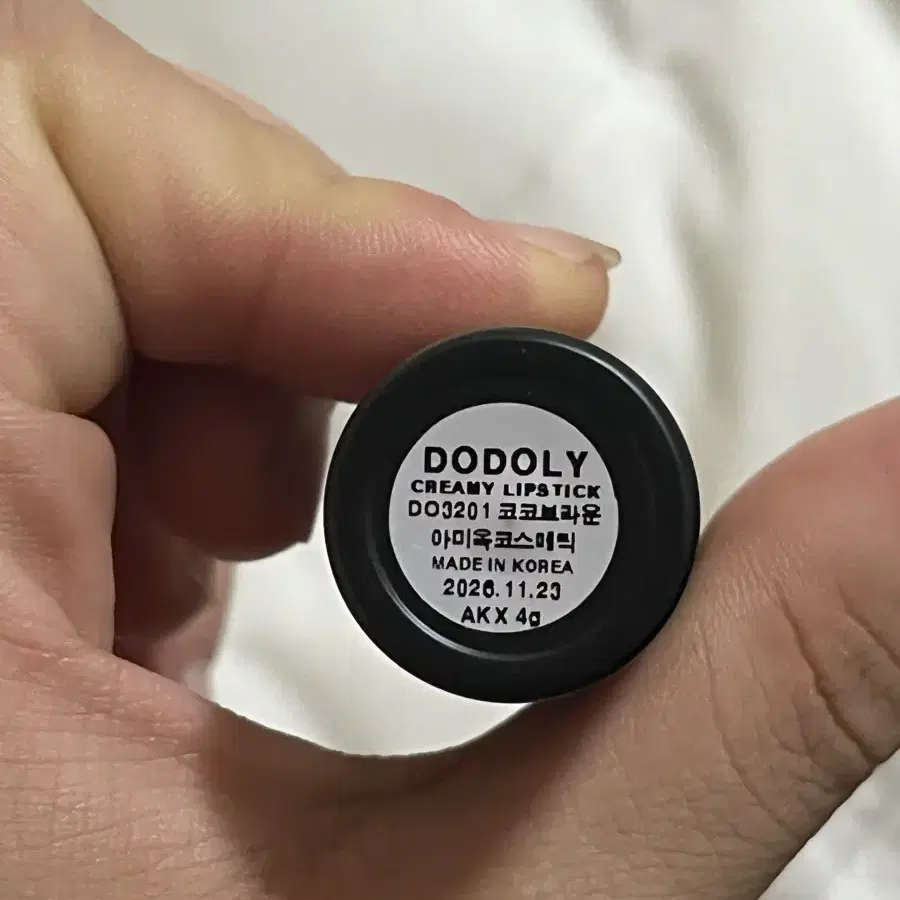 DODOLY
CREAMY LIPSTICK
DO3201 코코브라운
아미옥코스메틱
MADE IN KOREA
2026.11.23
AKX 4g